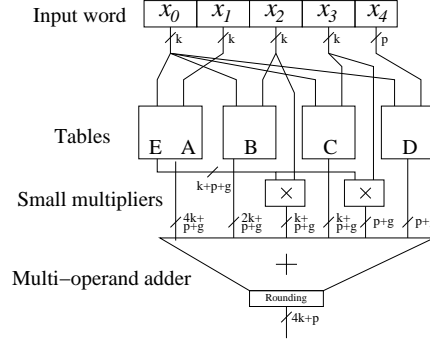 Input word x₀ x₁ x₂ x₃ x₄
k k k k p
Tables E A B C D
k+p+g
Small multipliers × ×
4k+ 2k+ k+ k+
p+g p+g p+g p+g p+g p+
Multi−operand adder +
Rounding
4k+p